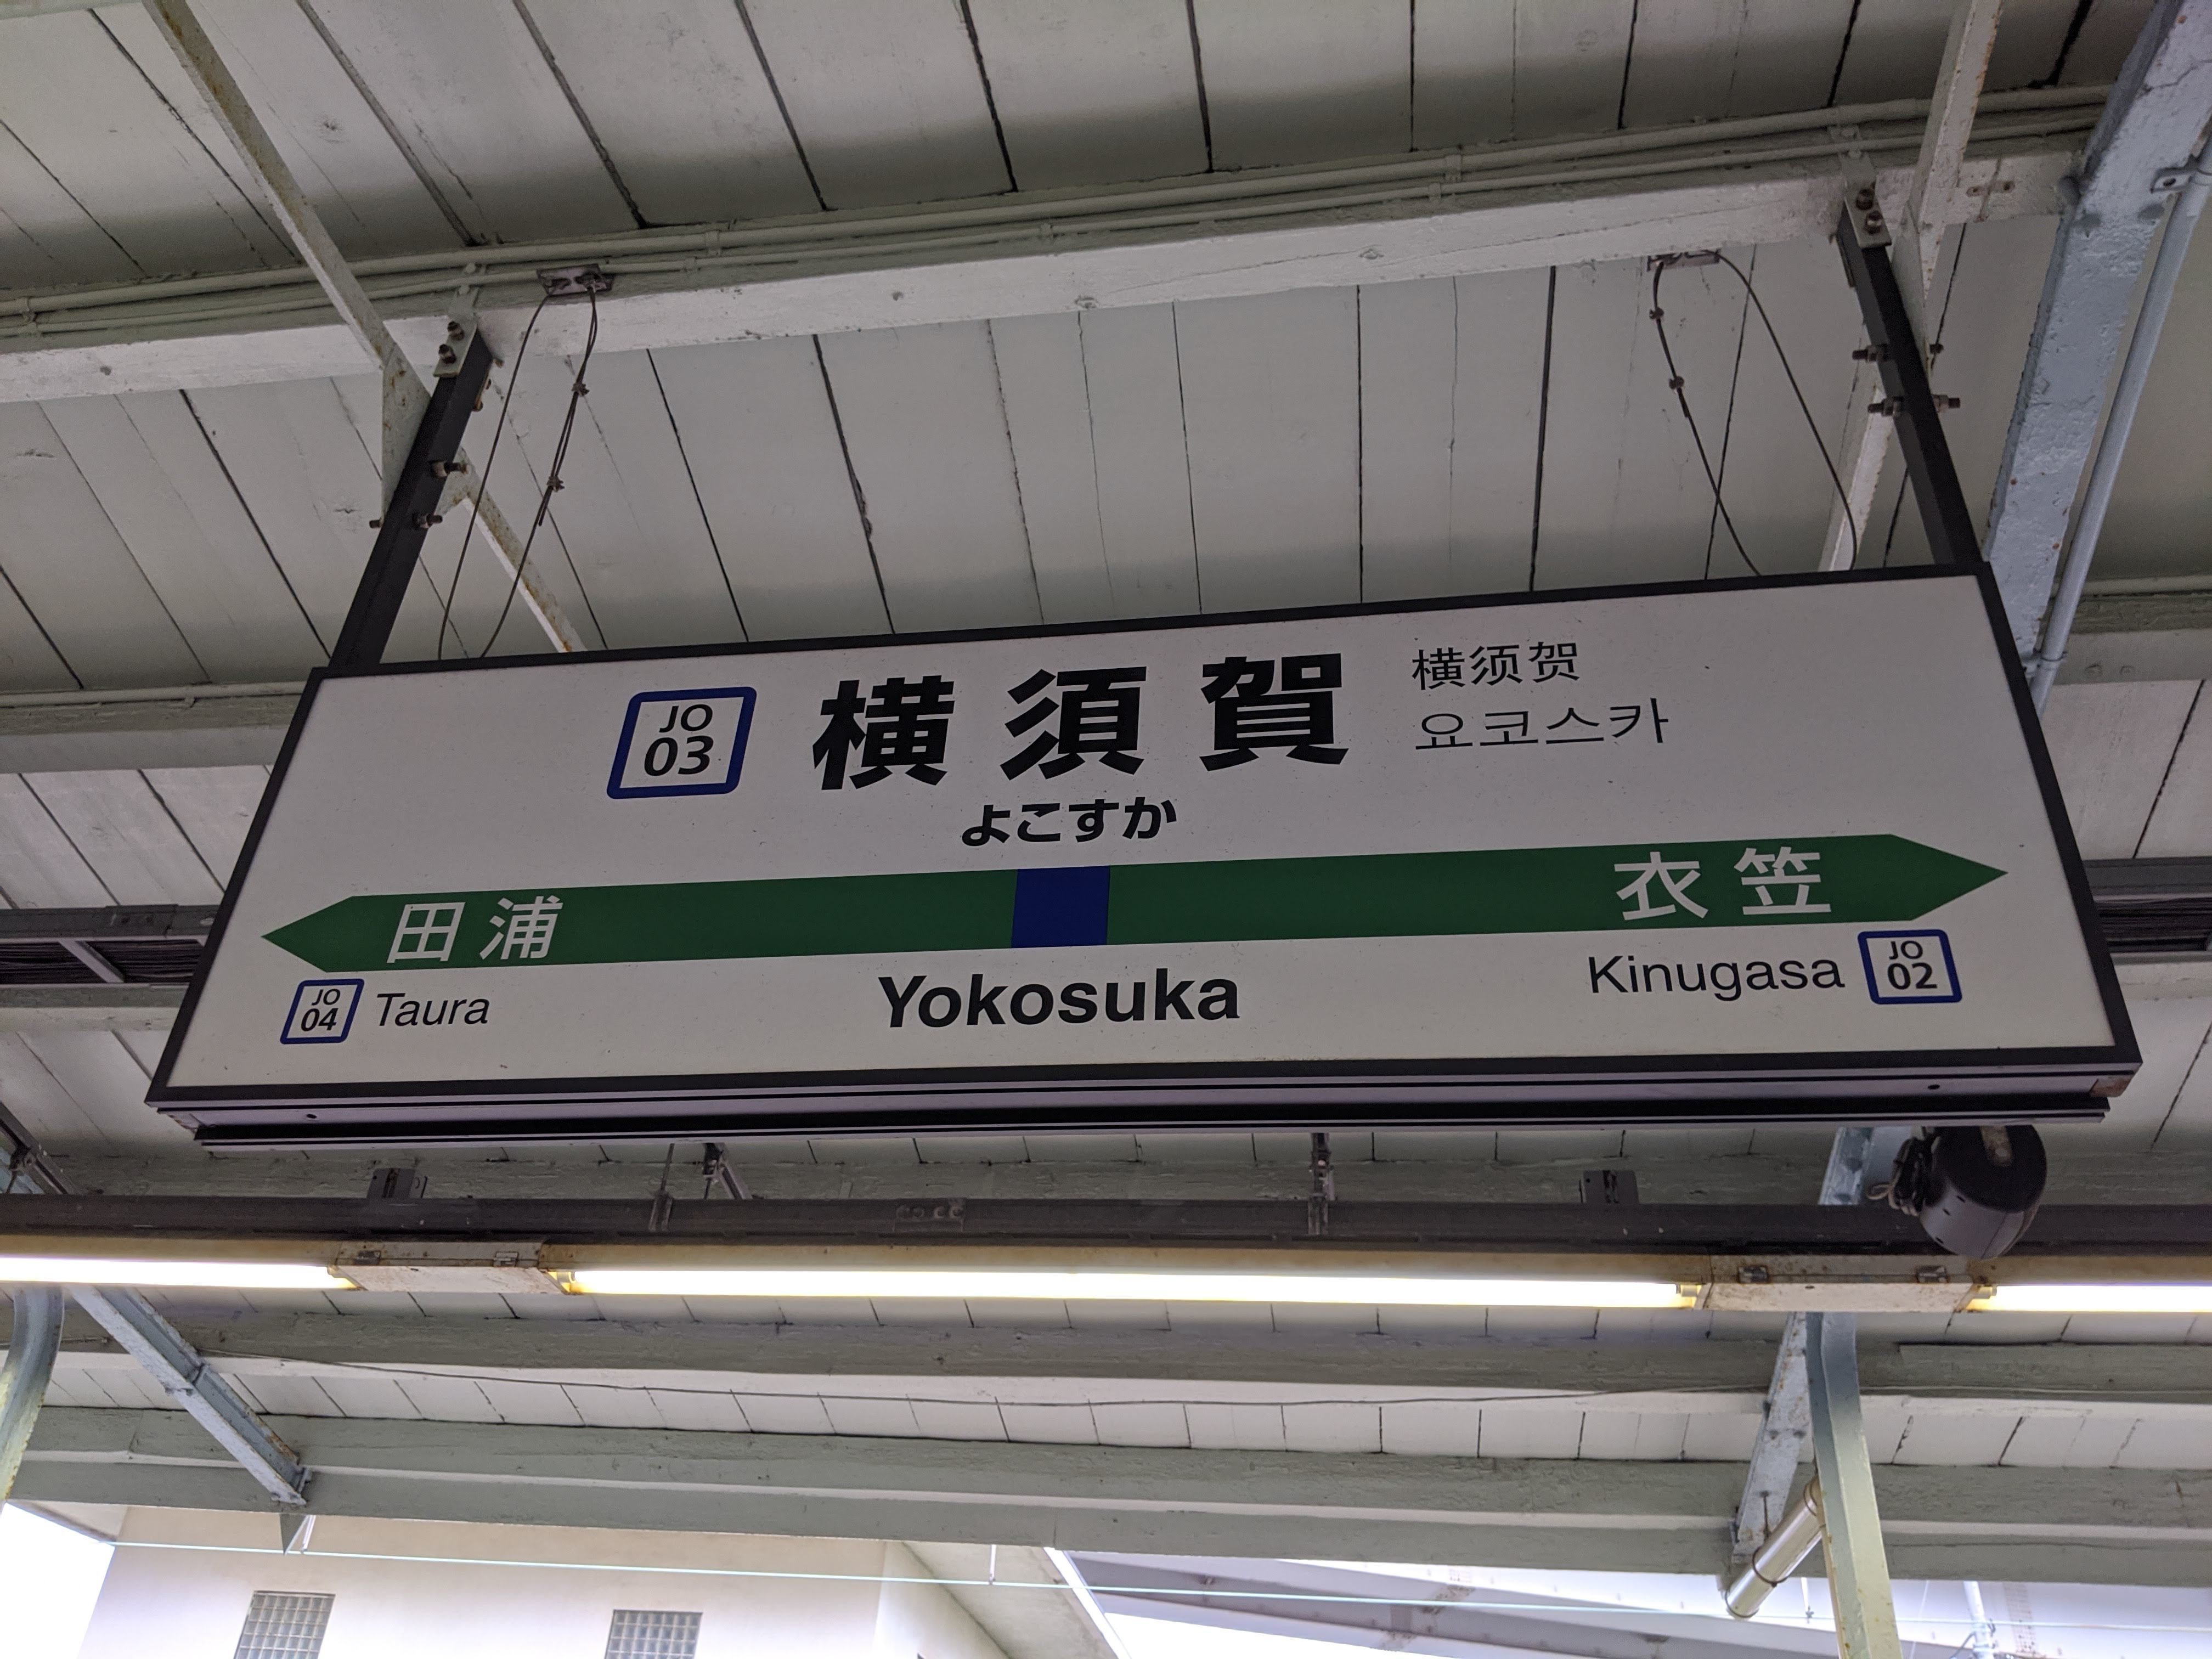 JO
03
横須賀
横须贺
요코스카
よこすか
田浦
衣笠
JO
04
Taura
Yokosuka
Kinugasa
JO
02